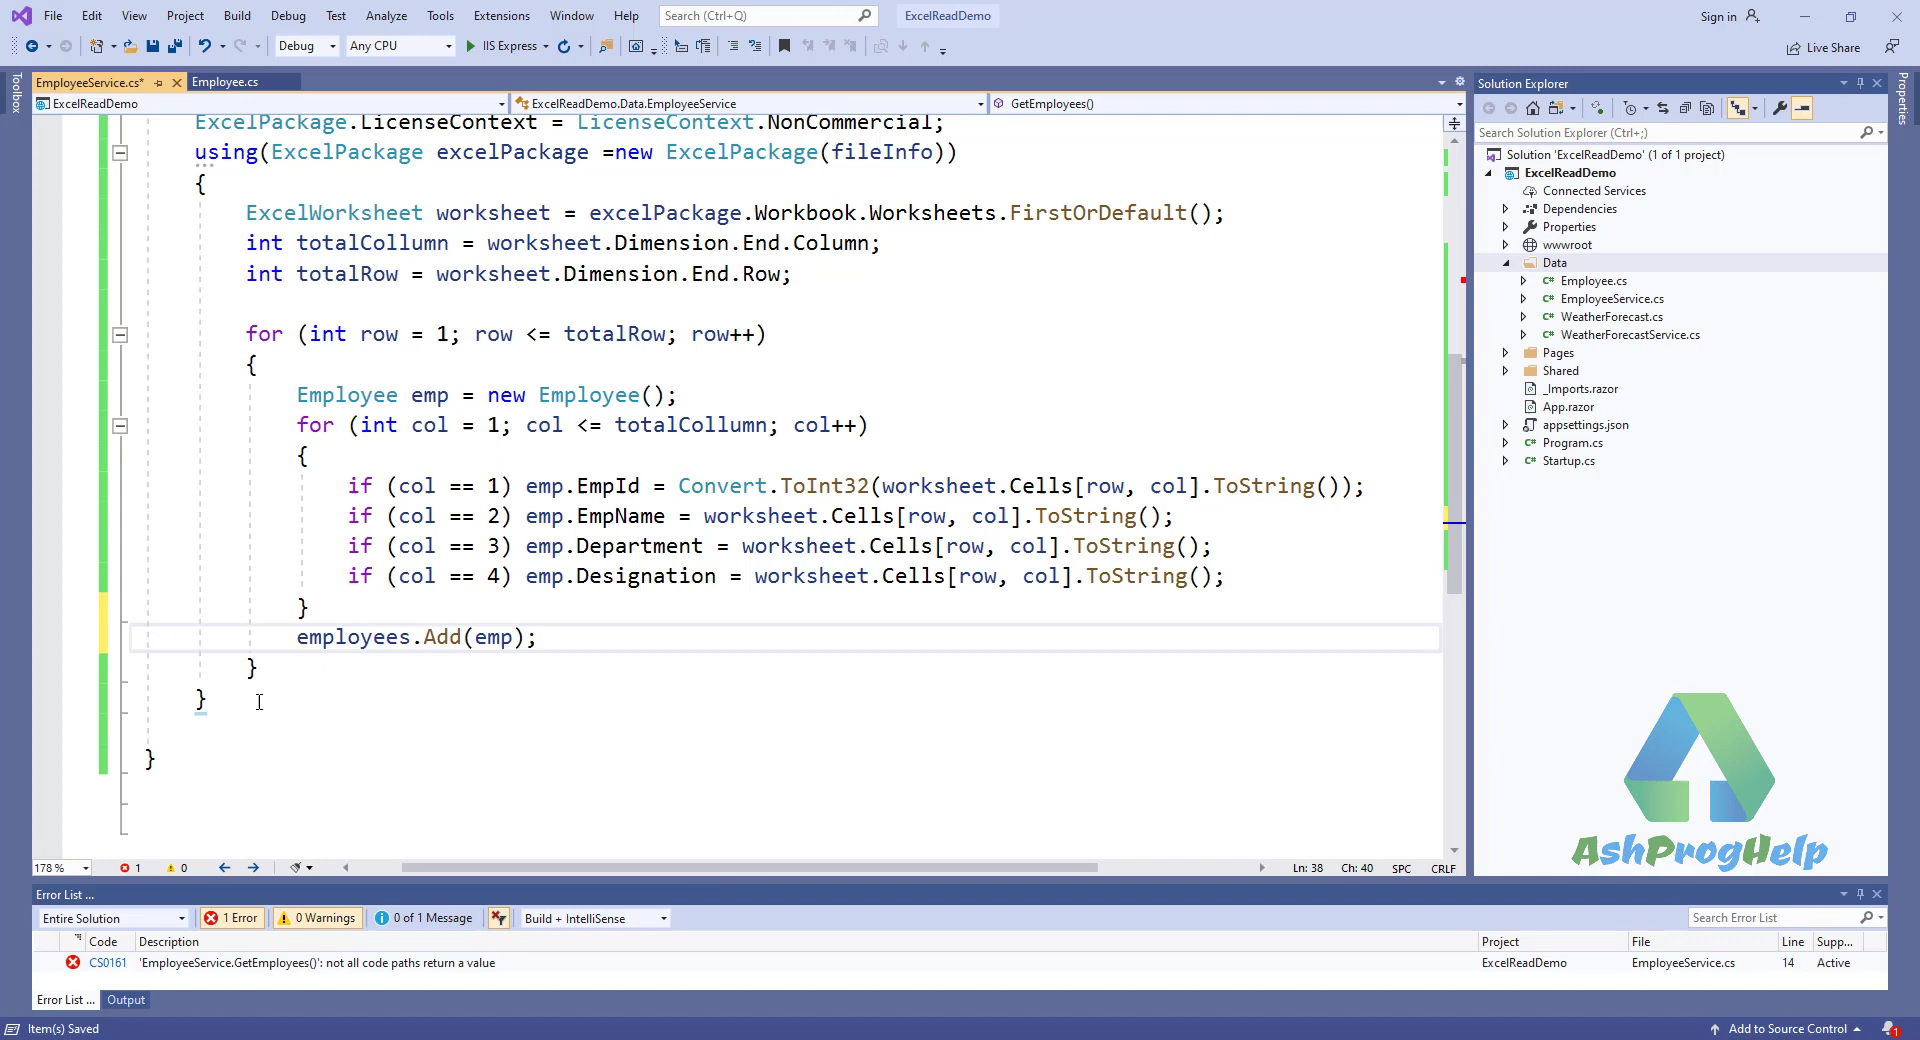 File Edit View Project Build Debug Test Analyze Tools Extensions Window Help Search (Ctrl+Q) ExcelReadDemo Sign in
Debug Any CPU IIS Express Live Share
Toolbox
EmployeeService.cs* Employee.cs
ExcelReadDemo ExcelReadDemo.Data.EmployeeService GetEmployees()
ExcelPackage.LicenseContext = LicenseContext.NonCommercial;
using(ExcelPackage excelPackage =new ExcelPackage(fileInfo))
{
ExcelWorksheet worksheet = excelPackage.Workbook.Worksheets.FirstOrDefault();
int totalCollumn = worksheet.Dimension.End.Column;
int totalRow = worksheet.Dimension.End.Row;
for (int row = 1; row <= totalRow; row++)
{
Employee emp = new Employee();
for (int col = 1; col <= totalCollumn; col++)
{
if (col == 1) emp.EmpId = Convert.ToInt32(worksheet.Cells[row, col].ToString());
if (col == 2) emp.EmpName = worksheet.Cells[row, col].ToString();
if (col == 3) emp.Department = worksheet.Cells[row, col].ToString();
if (col == 4) emp.Designation = worksheet.Cells[row, col].ToString();
}
employees.Add(emp);
}
}
}
178 % 1 0 Ln: 38 Ch: 40 SPC CRLF
Solution Explorer
Search Solution Explorer (Ctrl+;)
Solution 'ExcelReadDemo' (1 of 1 project)
ExcelReadDemo
Connected Services
Dependencies
Properties
wwwroot
Data
C# Employee.cs
C# EmployeeService.cs
C# WeatherForecast.cs
C# WeatherForecastService.cs
Pages
Shared
_Imports.razor
App.razor
appsettings.json
C# Program.cs
C# Startup.cs
Properties
AshProgHelp
Error List ...
Entire Solution 1 Error 0 Warnings 0 of 1 Message Build + IntelliSense Search Error List
Code Description Project File Line Supp...
CS0161 'EmployeeService.GetEmployees()': not all code paths return a value ExcelReadDemo EmployeeService.cs 14 Active
Error List ... Output
Item(s) Saved Add to Source Control 1